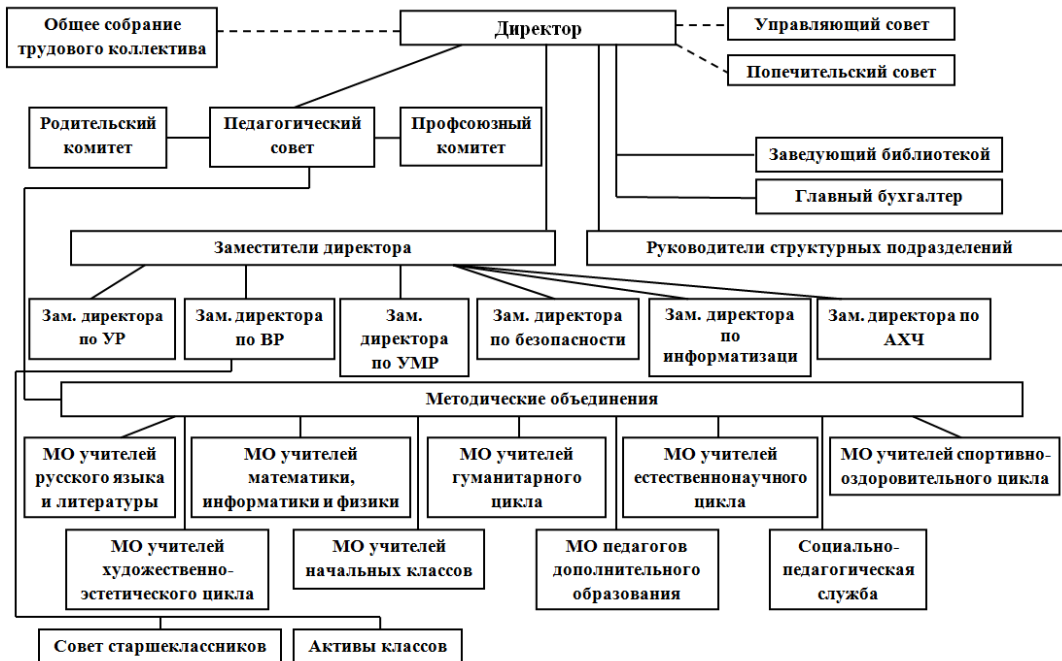 Общее собрание
трудового коллектива
Директор
Управляющий совет
Попечительский совет
Родительский
комитет
Педагогический
совет
Профсоюзный
комитет
Заведующий библиотекой
Главный бухгалтер
Заместители директора
Руководители структурных подразделений
Зам. директора
по УР
Зам. директора
по ВР
Зам.
директора
по УМР
Зам. директора
по безопасности
Зам. директора
по
информатизаци
Зам. директора по
АХЧ
Методические объединения
МО учителей
русского языка
и литературы
МО учителей
математики,
информатики и физики
МО учителей
гуманитарного
цикла
МО учителей
естественнонаучного
цикла
МО учителей спортивно-
оздоровительного цикла
МО учителей
художественно-
эстетического цикла
МО учителей
начальных классов
МО педагогов
дополнительного
образования
Социально-
педагогическая
служба
Совет старшеклассников
Активы классов